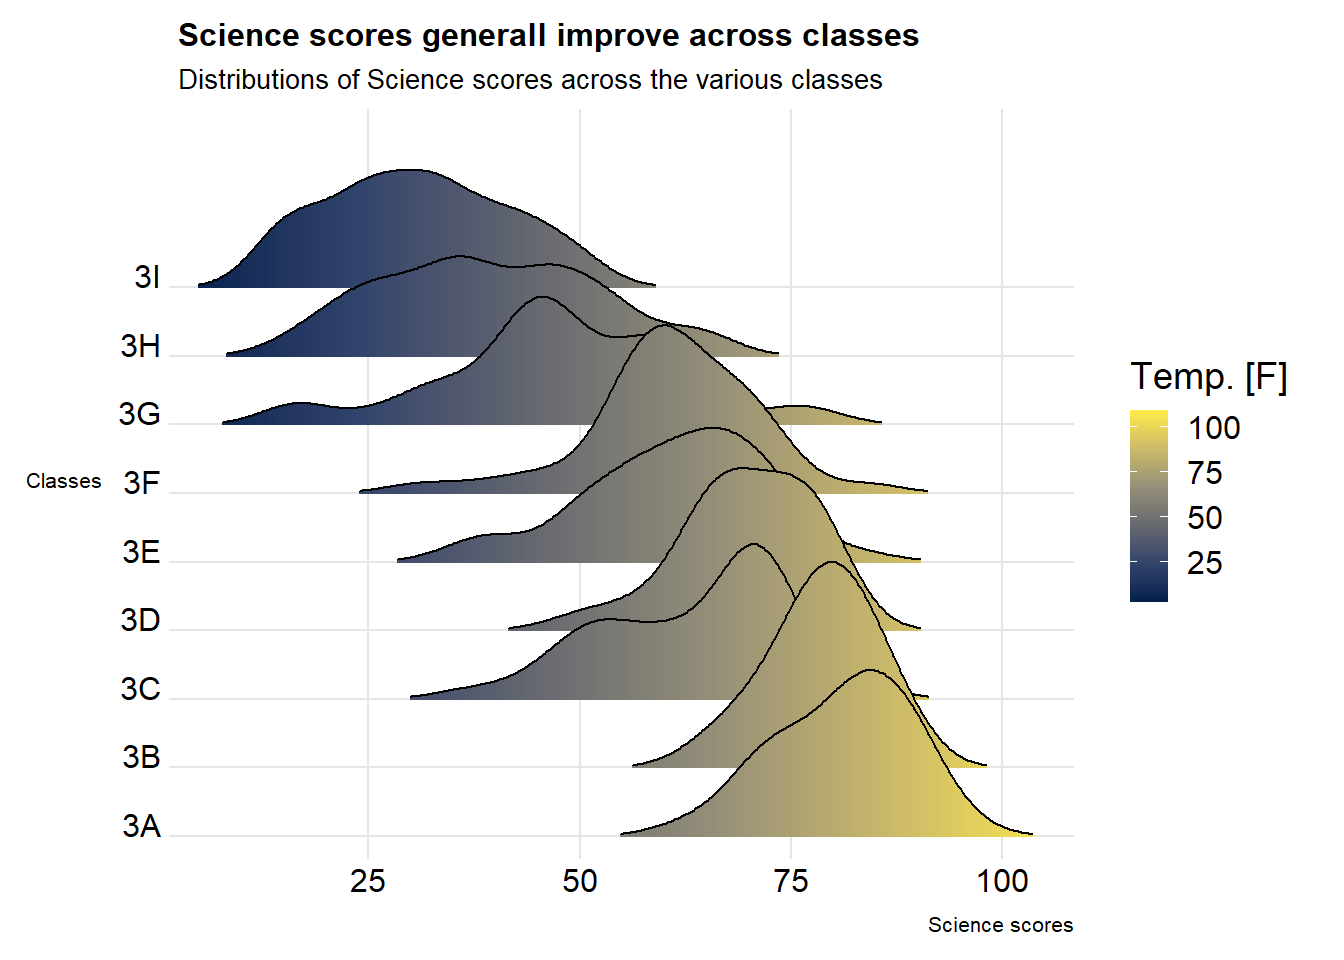 Science scores generall improve across classes
Distributions of Science scores across the various classes
3I
3H
3G
Classes
3F
3E
3D
3C
3B
3A
25 50 75 100
Science scores
Temp. [F]
100
75
50
25